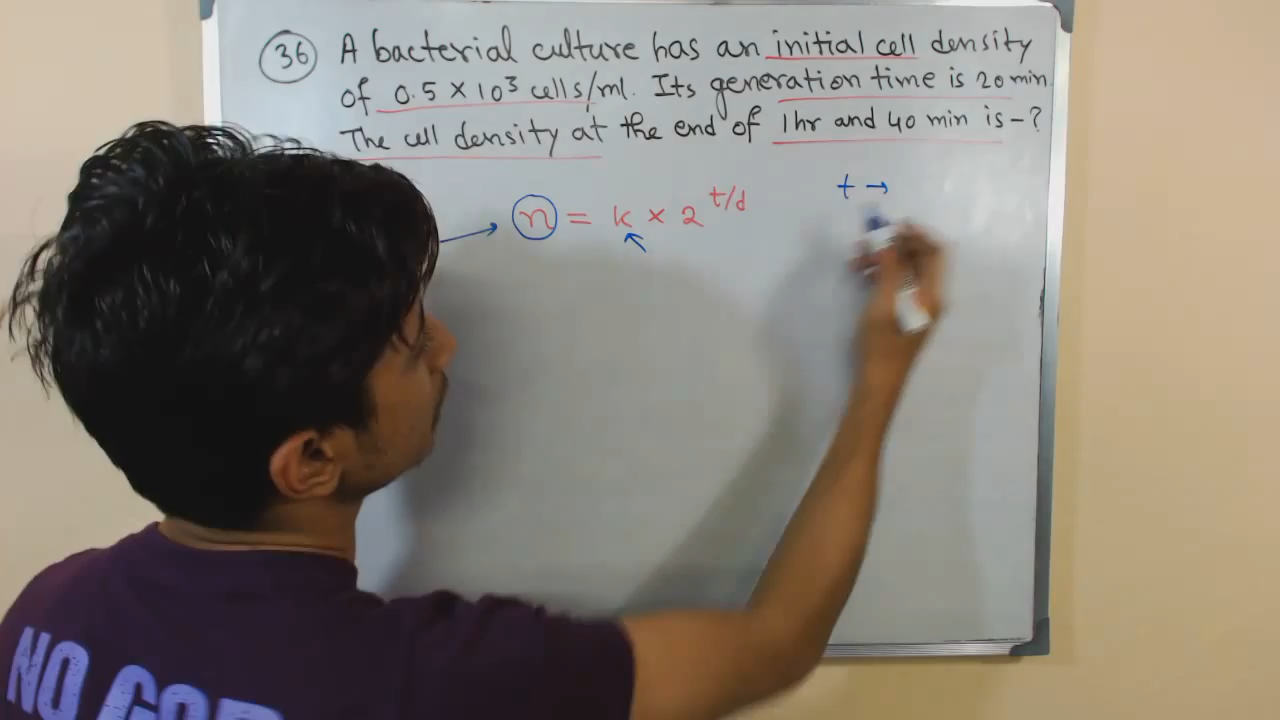 36 A bacterial culture has an initial cell density
of 0.5 × 10³ cells/ml. Its generation time is 20 min.
The cell density at the end of 1hr and 40 min is - ?
n = k × 2^t/d
t →
NO